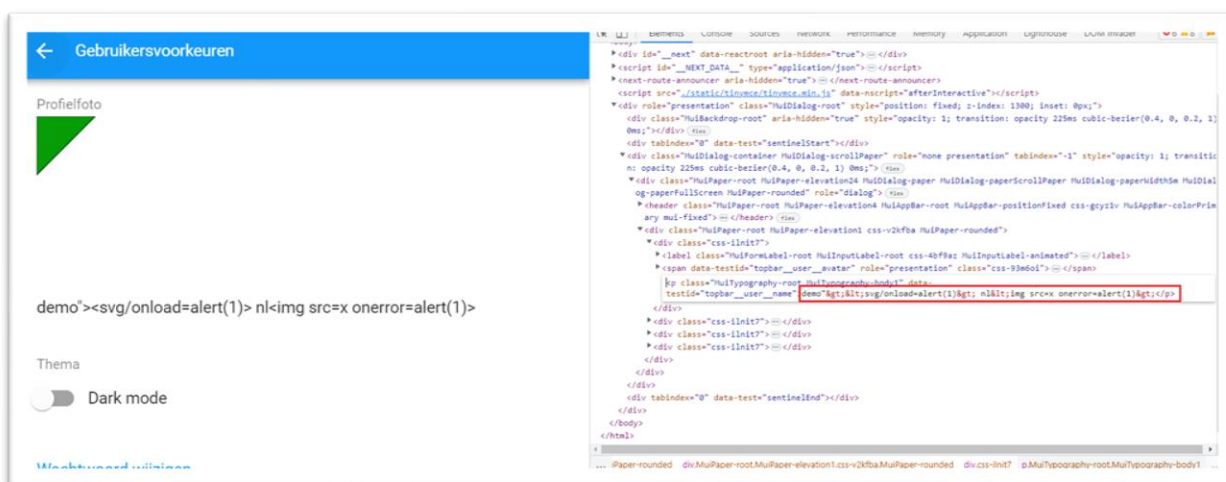 Gebruikersvoorkeuren
Profielfoto
demo"><svg/onload=alert(1)> nl<img src=x onerror=alert(1)>
Thema
Dark mode
Wachtwoord wijzigen
Elements Console Sources Network Performance Memory Application Lighthouse DOM Invader
<div id="__next" data-reactroot aria-hidden="true"></div>
<script id="__NEXT_DATA__" type="application/json"></script>
<next-route-announcer aria-hidden="true"></next-route-announcer>
<script src="./static/tinymce/tinymce.min.js" data-nscript="afterInteractive"></script>
<div role="presentation" class="MuiDialog-root" style="position: fixed; z-index: 1300; inset: 0px;">
<div class="MuiBackdrop-root" aria-hidden="true" style="opacity: 1; transition: opacity 225ms cubic-bezier(0.4, 0, 0.2, 1)
0ms;"></div> flex
<div tabindex="0" data-test="sentinelStart"></div>
<div class="MuiDialog-container MuiDialog-scrollPaper" role="none presentation" tabindex="-1" style="opacity: 1; transitio
n: opacity 225ms cubic-bezier(0.4, 0, 0.2, 1) 0ms;"> flex
<div class="MuiPaper-root MuiPaper-elevation24 MuiDialog-paper MuiDialog-paperScrollPaper MuiDialog-paperWidthSm MuiDial
og-paperFullScreen MuiPaper-rounded" role="dialog"> flex
<header class="MuiPaper-root MuiPaper-elevation4 MuiAppBar-root MuiAppBar-positionFixed css-gzyz1v MuiAppBar-colorPrim
ary mui-fixed"></header> flex
<div class="MuiPaper-root MuiPaper-elevation1 css-v2kfba MuiPaper-rounded">
<div class="css-ilnit7">
<label class="MuiFormLabel-root MuiInputLabel-root css-4bf9az MuiInputLabel-animated"></label>
<span data-testid="topbar__user__avatar" role="presentation" class="css-93m6oi"></span>
<p class="MuiTypography-root MuiTypography-body1" data-
testid="topbar__user__name">demo"&gt;&lt;svg/onload=alert(1)&gt; nl&lt;img src=x onerror=alert(1)&gt;</p>
</div>
<div class="css-ilnit7"></div>
<div class="css-ilnit7"></div>
<div class="css-ilnit7"></div>
</div>
</div>
</div>
<div tabindex="0" data-test="sentinelEnd"></div>
</div>
</body>
</html>
... iPaper-rounded div.MuiPaper-root.MuiPaper-elevation1.css-v2kfba.MuiPaper-rounded div.css-ilnit7 p.MuiTypography-root.MuiTypography-body1